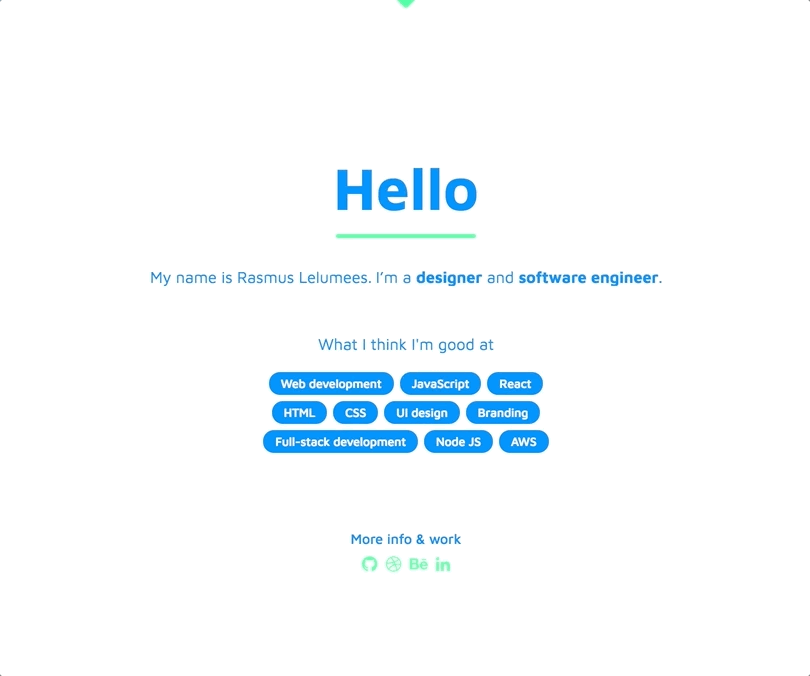 Hello
My name is Rasmus Lelumees. I’m a designer and software engineer.
What I think I'm good at
Web development JavaScript React
HTML CSS UI design Branding
Full-stack development Node JS AWS
More info & work
Bē in